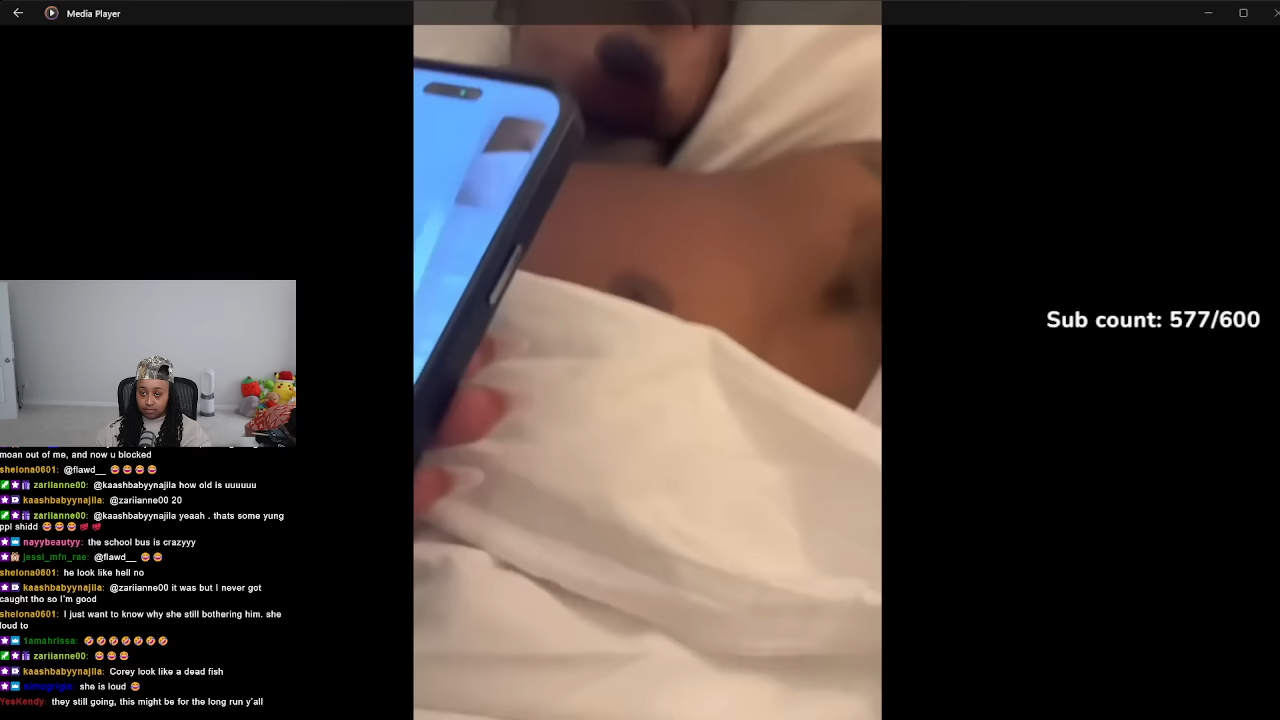 Media Player
Sub count: 577/600
moan out of me, and now u blocked
shelona0601: @flawd__ 😂😂😂😂
zariianne00: @kaashbabyynajila how old is uuuuuu
kaashbabyynajila: @zariianne00 20
zariianne00: @kaashbabyynajila yeaah . thats some yung
ppl shidd 😂😂😂💯💯
nayybeautyy: the school bus is crazyyy
jessi_mfn_rae: @flawd__ 😂😂
shelona0601: he look like hell no
kaashbabyynajila: @zariianne00 it was but I never got
caught tho so I'm good
shelona0601: I just want to know why she still bothering him. she
loud to
1amahrissa: 🤣🤣🤣🤣🤣🤣🤣
zariianne00: 😂😂😂
kaashbabyynajila: Corey look like a dead fish
she is loud 😂
YesKendy: they still going, this might be for the long run y'all